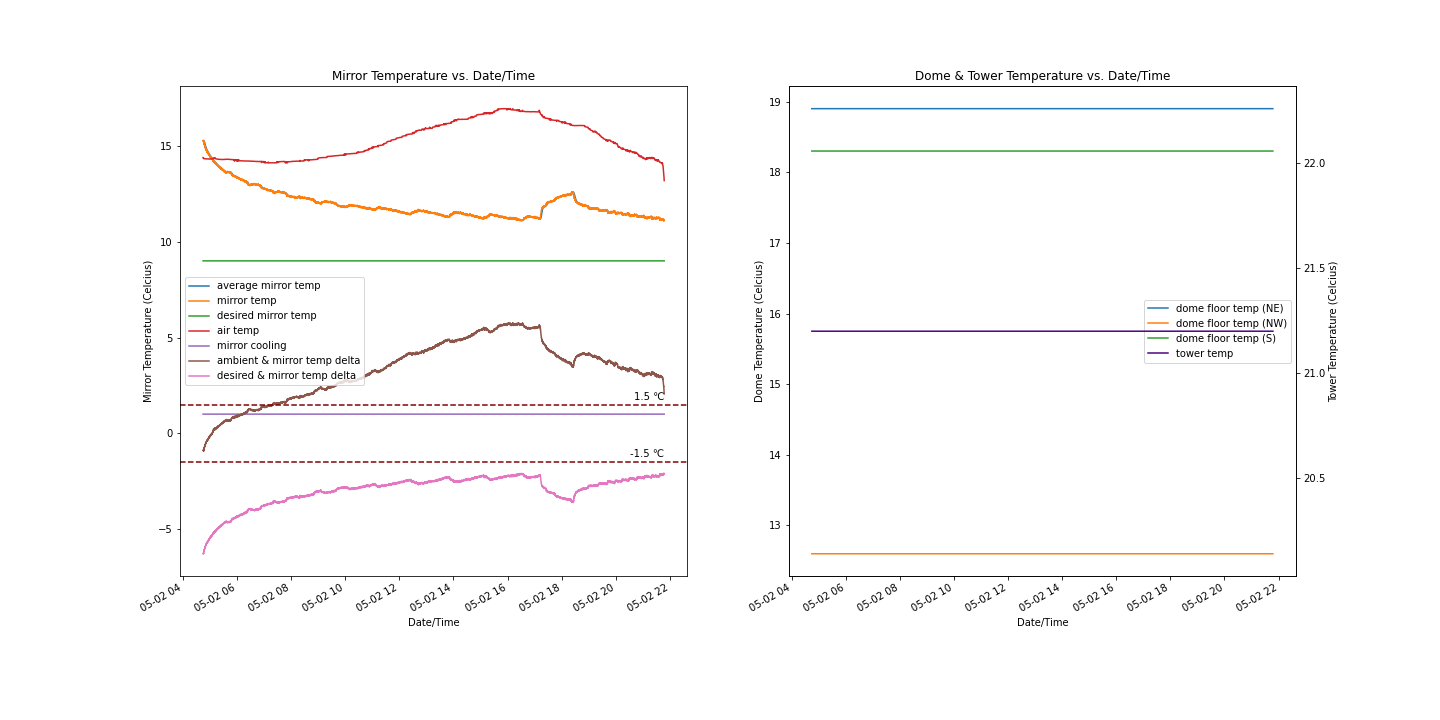 Mirror Temperature vs. Date/Time
15
10
5
0
−5
Mirror Temperature (Celcius)
average mirror temp
mirror temp
desired mirror temp
air temp
mirror cooling
ambient & mirror temp delta
desired & mirror temp delta
1.5 °C
-1.5 °C
05-02 04
05-02 06
05-02 08
05-02 10
05-02 12
05-02 14
05-02 16
05-02 18
05-02 20
05-02 22
Date/Time
Dome & Tower Temperature vs. Date/Time
19
18
17
16
15
14
13
Dome Temperature (Celcius)
dome floor temp (NE)
dome floor temp (NW)
dome floor temp (S)
tower temp
22.0
21.5
21.0
20.5
Tower Temperature (Celcius)
05-02 04
05-02 06
05-02 08
05-02 10
05-02 12
05-02 14
05-02 16
05-02 18
05-02 20
05-02 22
Date/Time